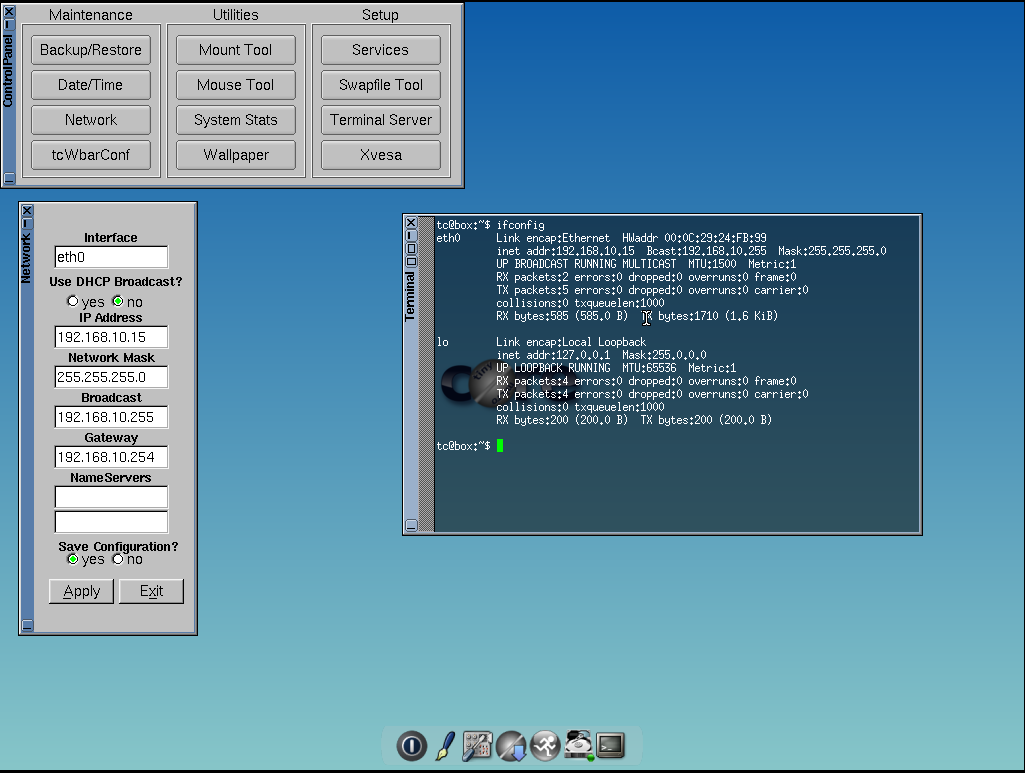 ControlPanel
Maintenance
Backup/Restore
Date/Time
Network
tcWbarConf
Utilities
Mount Tool
Mouse Tool
System Stats
Wallpaper
Setup
Services
Swapfile Tool
Terminal Server
Xvesa
Network
Interface
eth0
Use DHCP Broadcast?
yes no
IP Address
192.168.10.15
Network Mask
255.255.255.0
Broadcast
192.168.10.255
Gateway
192.168.10.254
NameServers
Save Configuration?
yes no
Apply Exit
Terminal
tc@box:~$ ifconfig
eth0 Link encap:Ethernet HWaddr 00:0C:29:24:FB:99
inet addr:192.168.10.15 Bcast:192.168.10.255 Mask:255.255.255.0
UP BROADCAST RUNNING MULTICAST MTU:1500 Metric:1
RX packets:2 errors:0 dropped:0 overruns:0 frame:0
TX packets:5 errors:0 dropped:0 overruns:0 carrier:0
collisions:0 txqueuelen:1000
RX bytes:585 (585.0 B) TX bytes:1710 (1.6 KiB)
lo Link encap:Local Loopback
inet addr:127.0.0.1 Mask:255.0.0.0
UP LOOPBACK RUNNING MTU:65536 Metric:1
RX packets:4 errors:0 dropped:0 overruns:0 frame:0
TX packets:4 errors:0 dropped:0 overruns:0 carrier:0
collisions:0 txqueuelen:1000
RX bytes:200 (200.0 B) TX bytes:200 (200.0 B)
tc@box:~$